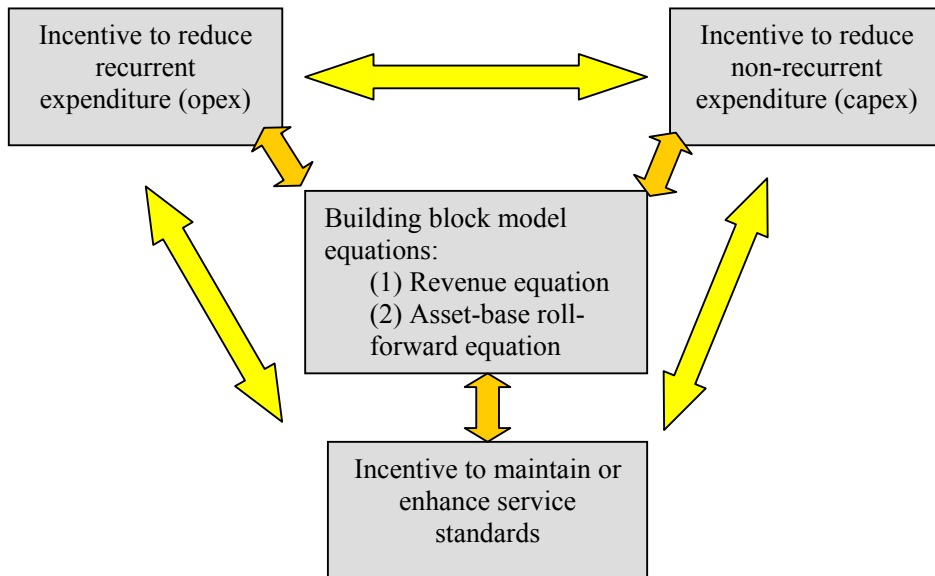 Incentive to reduce
recurrent
expenditure (opex)
Incentive to reduce
non-recurrent
expenditure (capex)
Building block model
equations:
(1) Revenue equation
(2) Asset-base roll-
forward equation
Incentive to maintain or
enhance service
standards